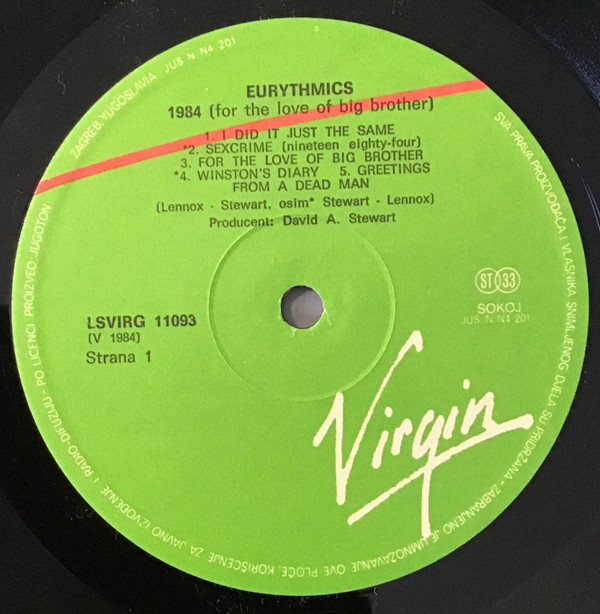 EURYTHMICS
1984 (for the love of big brother)
1. I DID IT JUST THE SAME
*2. SEXCRIME (nineteen eighty-four)
3. FOR THE LOVE OF BIG BROTHER
*4. WINSTON'S DIARY 5. GREETINGS
FROM A DEAD MAN
(Lennox - Stewart, osim* Stewart - Lennox)
Producent: David A. Stewart
LSVIRG 11093
(V 1984)
Strana 1
ST 33
SOKOJ
JUS N N4 201
Virgin
SVA PRAVA PROIZVOĐAČA I VLASNIKA SNIMLJENOG DJELA SU PRIDRŽANA - ZABRANJENO JE UMNOŽAVANJE OVE PLOČE, KORIŠĆENJE ZA JAVNO IZVOĐENJE I RADIO-DIFUZIJU - PO LICENCI PROIZVEO JUGOTON
ZAGREB, YUGOSLAVIA JUS N N4 201